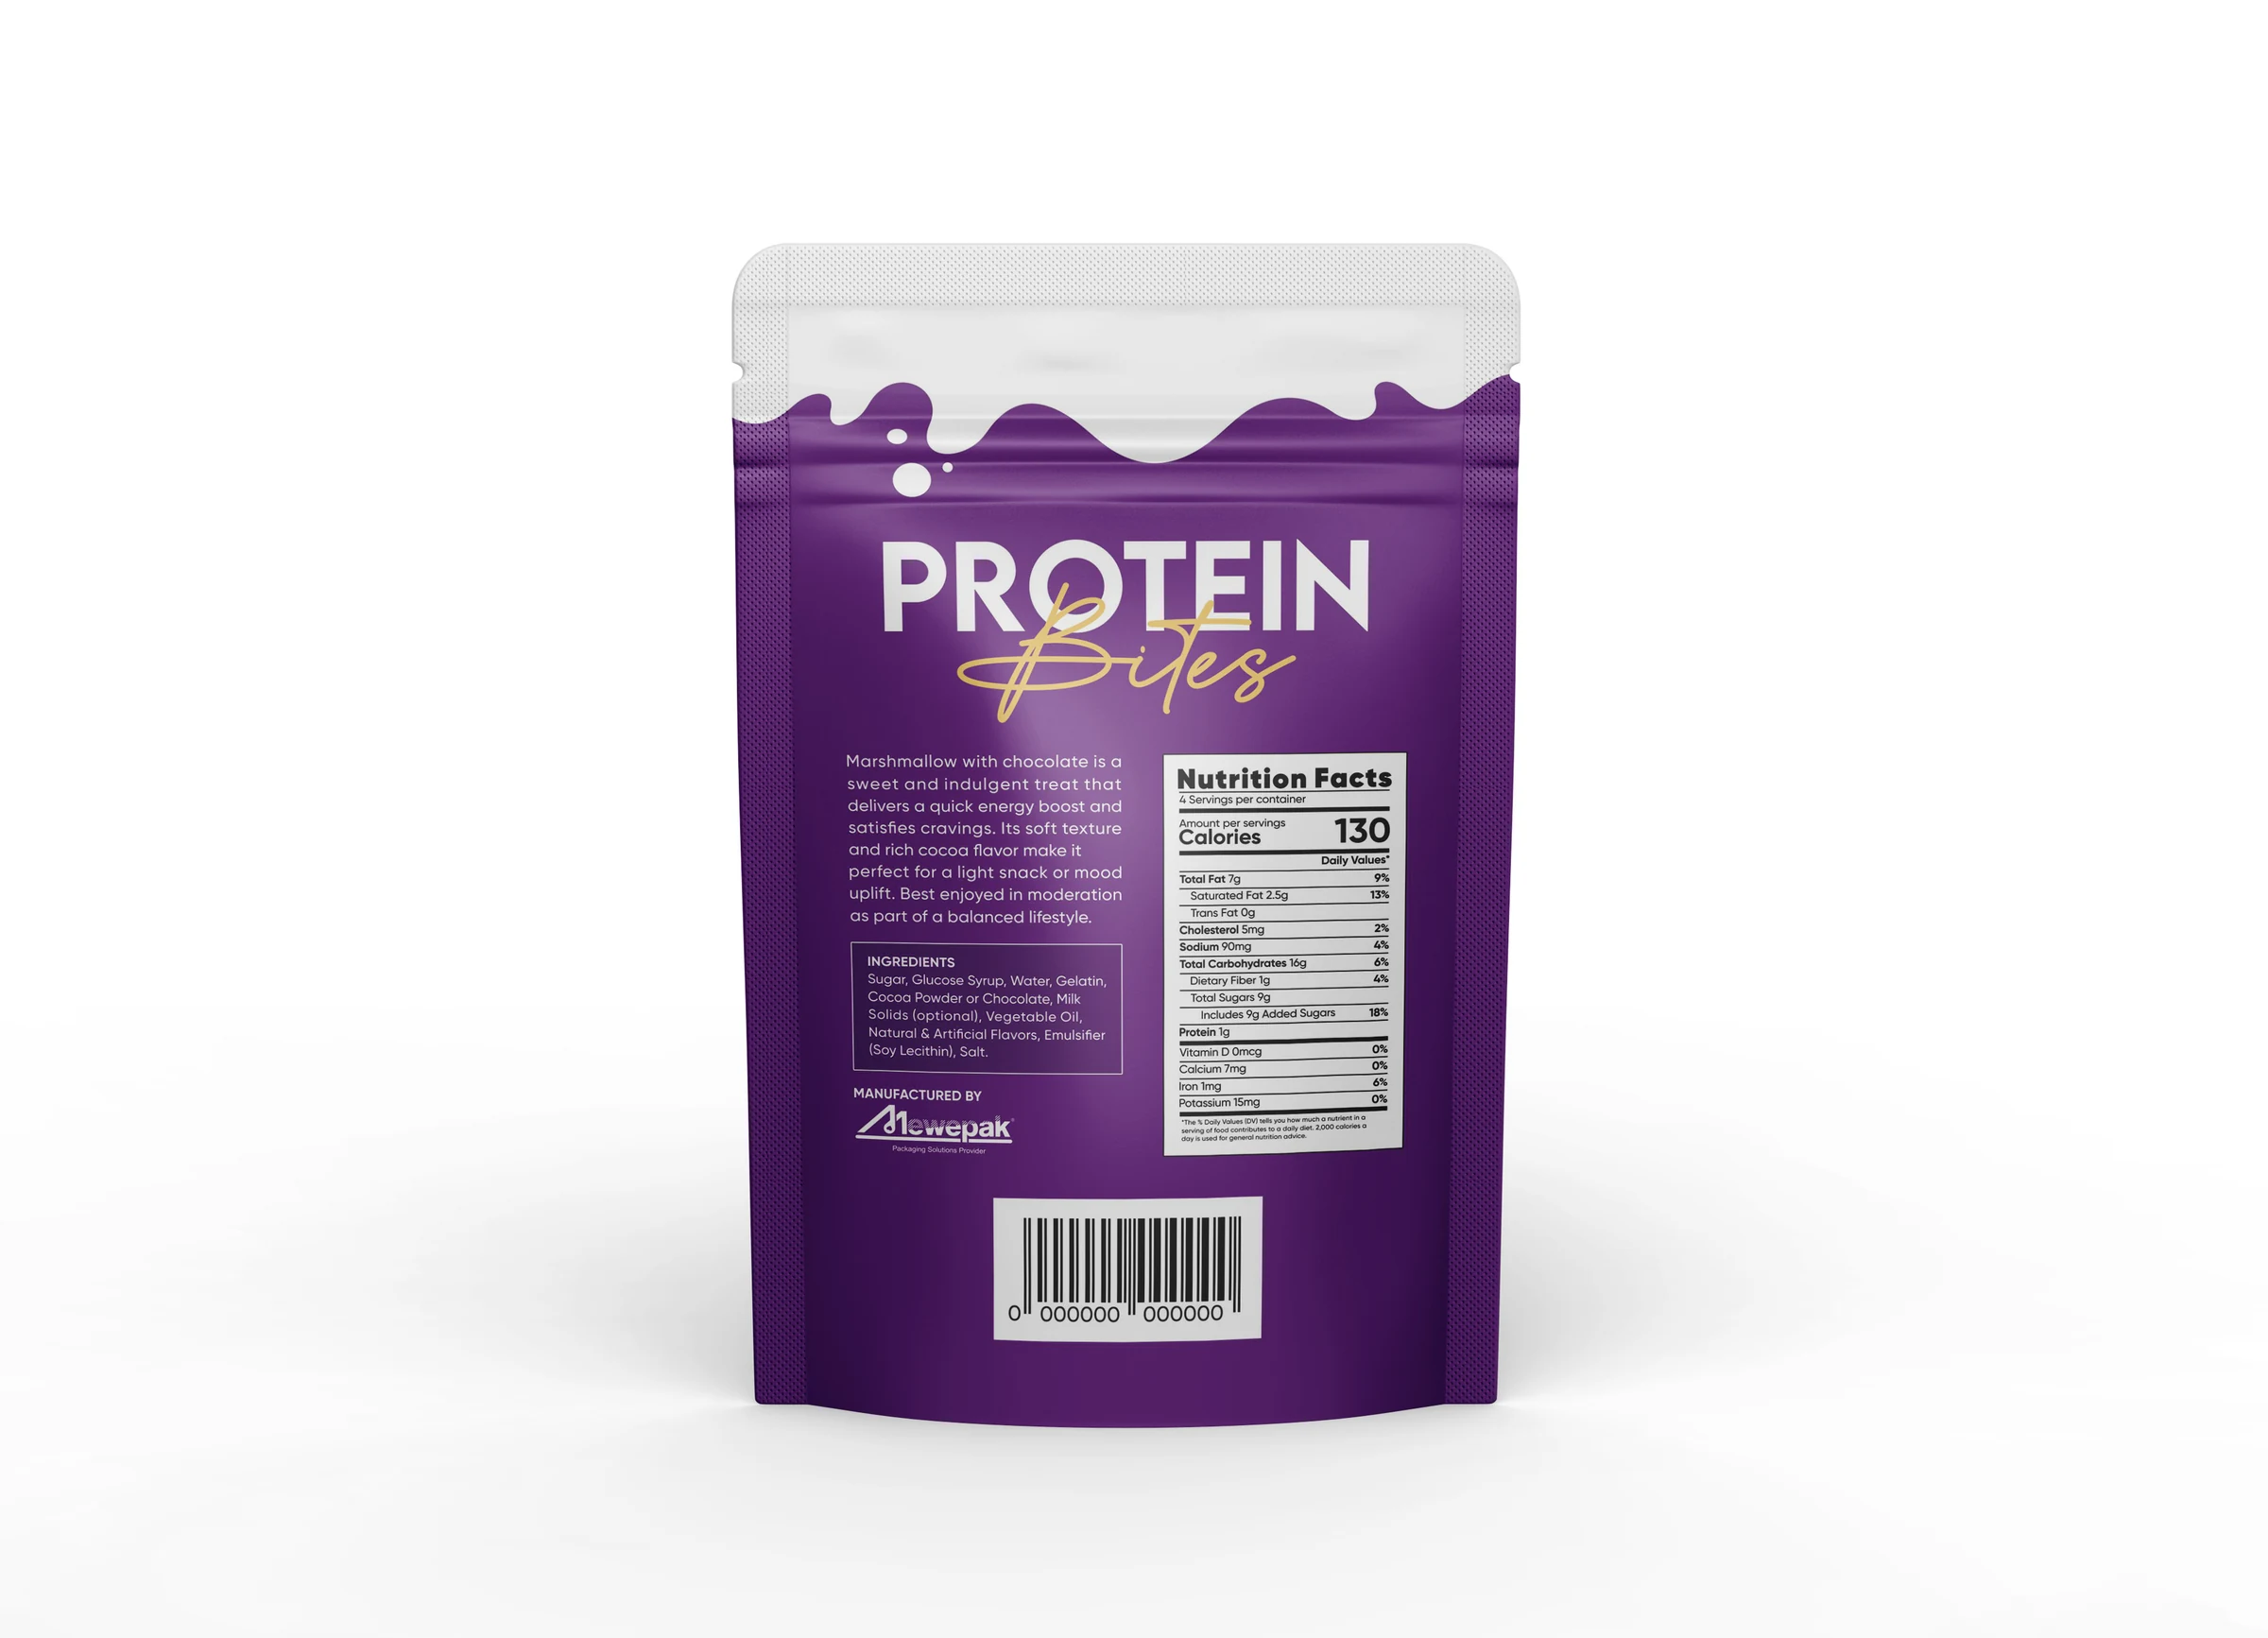 PROTEIN
Bites
Marshmallow with chocolate is a
sweet and indulgent treat that
delivers a quick energy boost and
satisfies cravings. Its soft texture
and rich cocoa flavor make it
perfect for a light snack or mood
uplift. Best enjoyed in moderation
as part of a balanced lifestyle.
INGREDIENTS
Sugar, Glucose Syrup, Water, Gelatin,
Cocoa Powder or Chocolate, Milk
Solids (optional), Vegetable Oil,
Natural & Artificial Flavors, Emulsifier
(Soy Lecithin), Salt.
MANUFACTURED BY
Mewepak
Packaging Solutions Provider
Nutrition Facts
4 Servings per container
Amount per servings
Calories 130
Daily Values*
Total Fat 7g 9%
Saturated Fat 2.5g 13%
Trans Fat 0g
Cholesterol 5mg 2%
Sodium 90mg 4%
Total Carbohydrates 16g 6%
Dietary Fiber 1g 4%
Total Sugars 9g
Includes 9g Added Sugars 18%
Protein 1g
Vitamin D 0mcg 0%
Calcium 7mg 0%
Iron 1mg 6%
Potassium 15mg 0%
*The % Daily Values (DV) tells you how much a nutrient in a
serving of food contributes to a daily diet. 2,000 calories a
day is used for general nutrition advice.
0 000000 000000